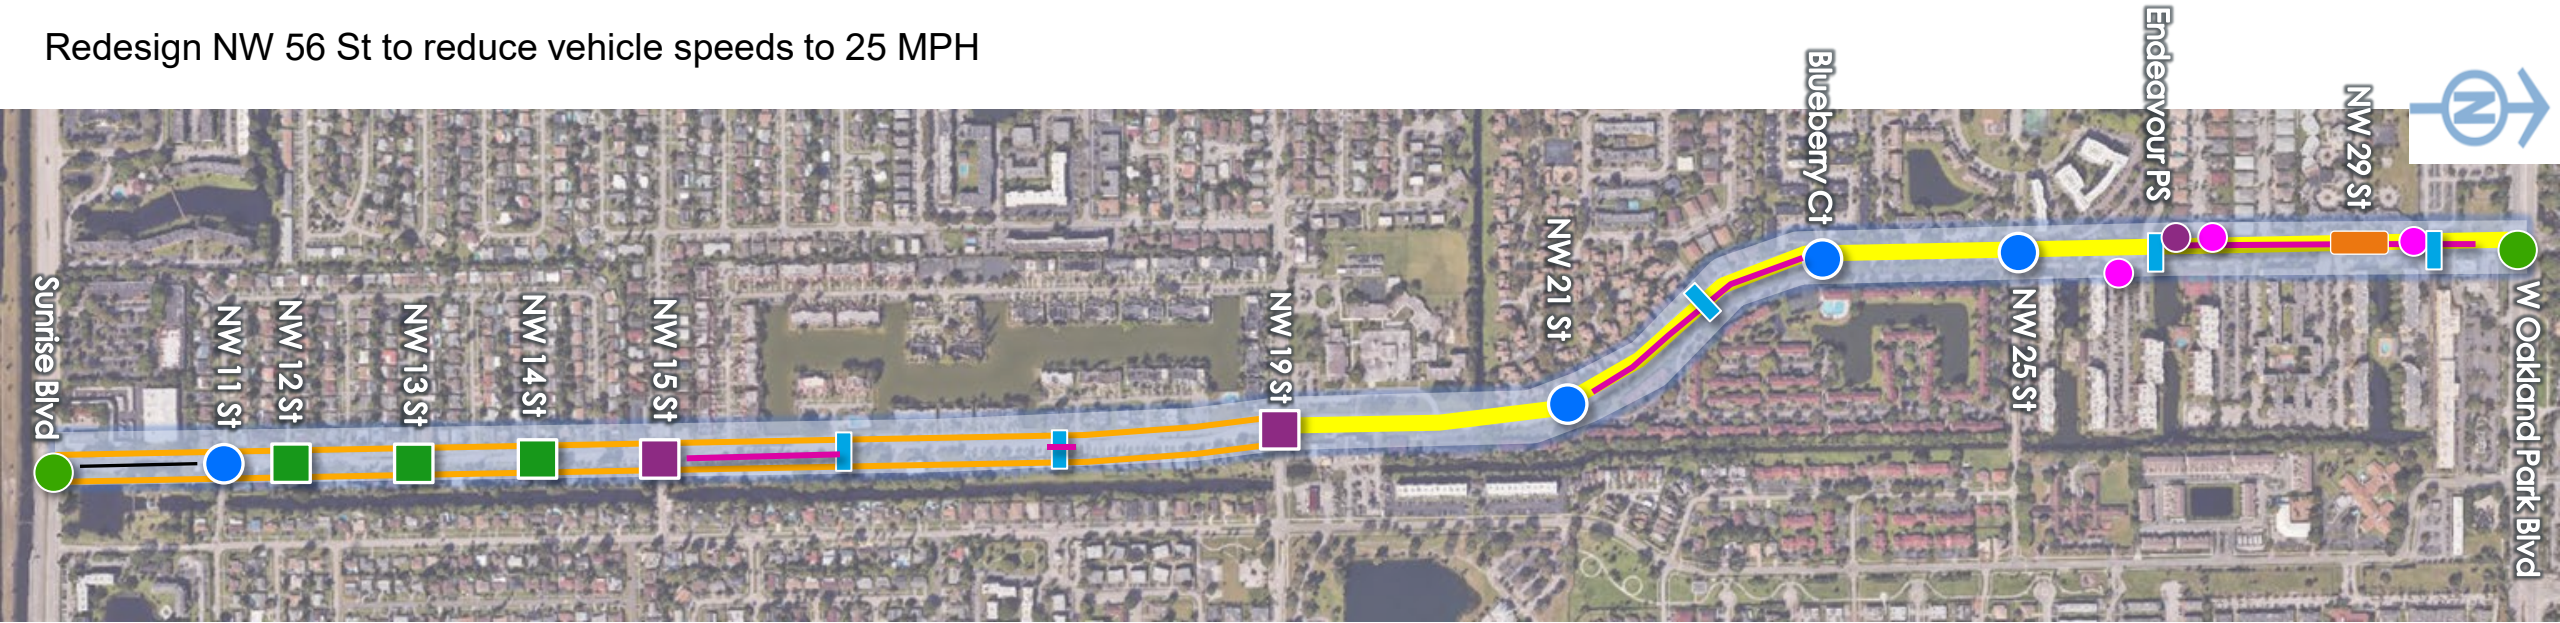 Redesign NW 56 St to reduce vehicle speeds to 25 MPH
Sunrise Blvd
NW 11 St
NW 12 St
NW 13 St
NW 14 St
NW 15 St
NW 19 St
NW 21 St
Blueberry Ct
NW 25 St
Endeavour PS
NW 29 St
W Oakland Park Blvd
N